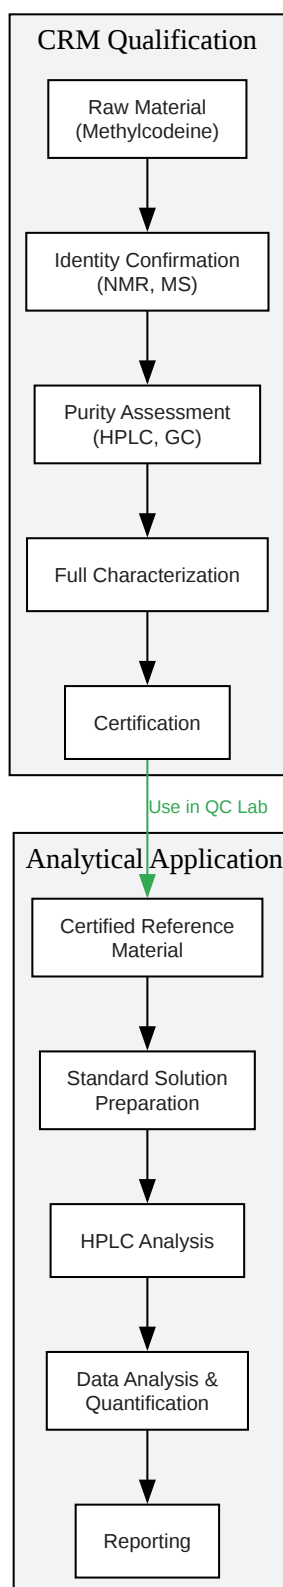 CRM Qualification
Raw Material
(Methylcodeine)
Identity Confirmation
(NMR, MS)
Purity Assessment
(HPLC, GC)
Full Characterization
Certification
Use in QC Lab
Analytical Application
Certified Reference
Material
Standard Solution
Preparation
HPLC Analysis
Data Analysis &
Quantification
Reporting